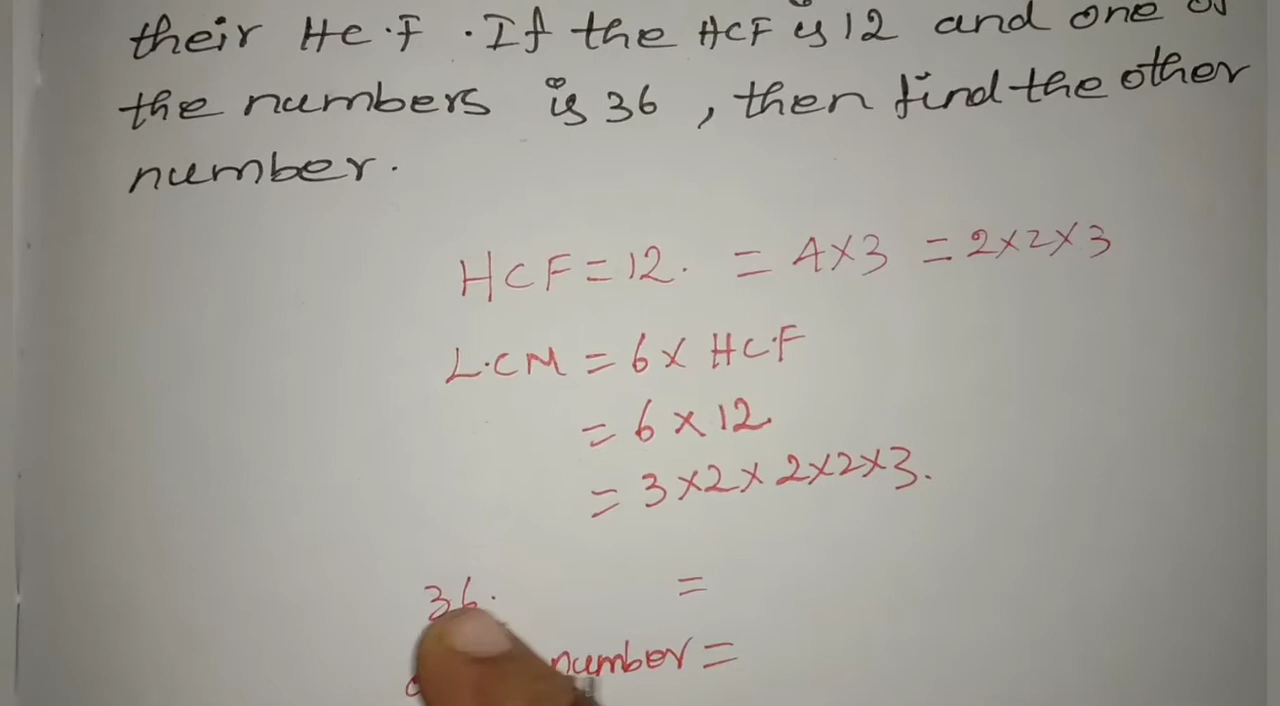 their HC.F . If the HCF is 12 and one
the numbers is 36 , then find the other
number.
HCF = 12. = 4×3 = 2×2×3
L.CM = 6× HCF
= 6 × 12
= 3×2× 2×2×3.
36. =
number =